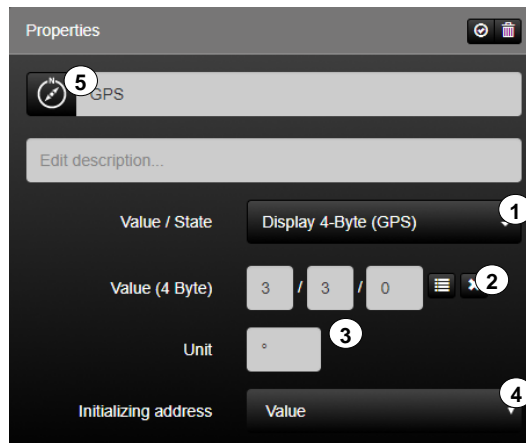 Properties
N
5
GPS
Edit description...
1
Value / State Display 4-Byte (GPS)
Value (4 Byte) 3 / 3 / 0 2
Unit ° 3
4
Initializing address Value